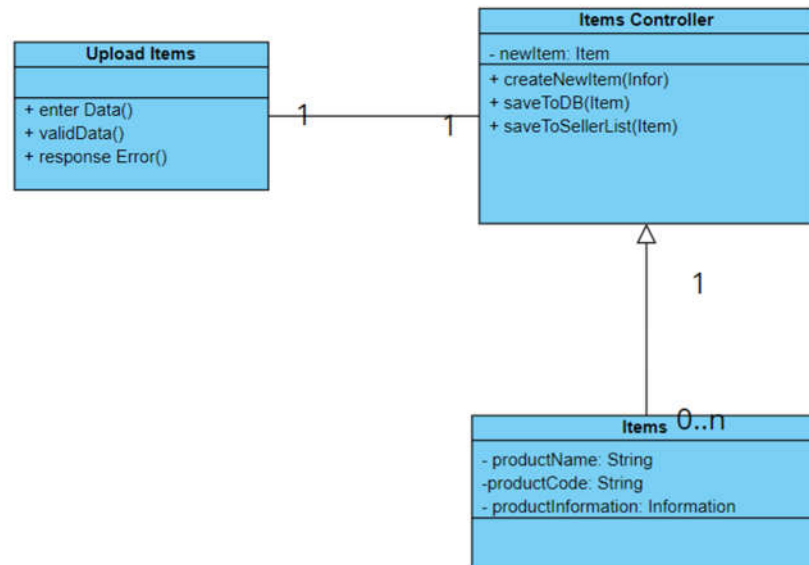 Upload Items
+ enter Data()
+ validData()
+ response Error()
1
1
Items Controller
- newItem: Item
+ createNewItem(Infor)
+ saveToDB(Item)
+ saveToSellerList(Item)
1
0..n
Items
- productName: String
-productCode: String
- productInformation: Information